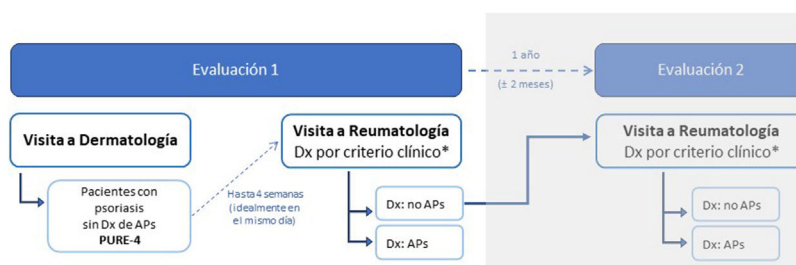 Evaluación 1
1 año
(± 2 meses)
Evaluación 2
Visita a Dermatología
Pacientes con
psoriasis
sin Dx de APs
PURE-4
Hasta 4 semanas
(idealmente en
el mismo día)
Visita a Reumatología
Dx por criterio clínico*
Dx: no APs
Dx: APs
Visita a Reumatología
Dx por criterio clínico*
Dx: no APs
Dx: APs